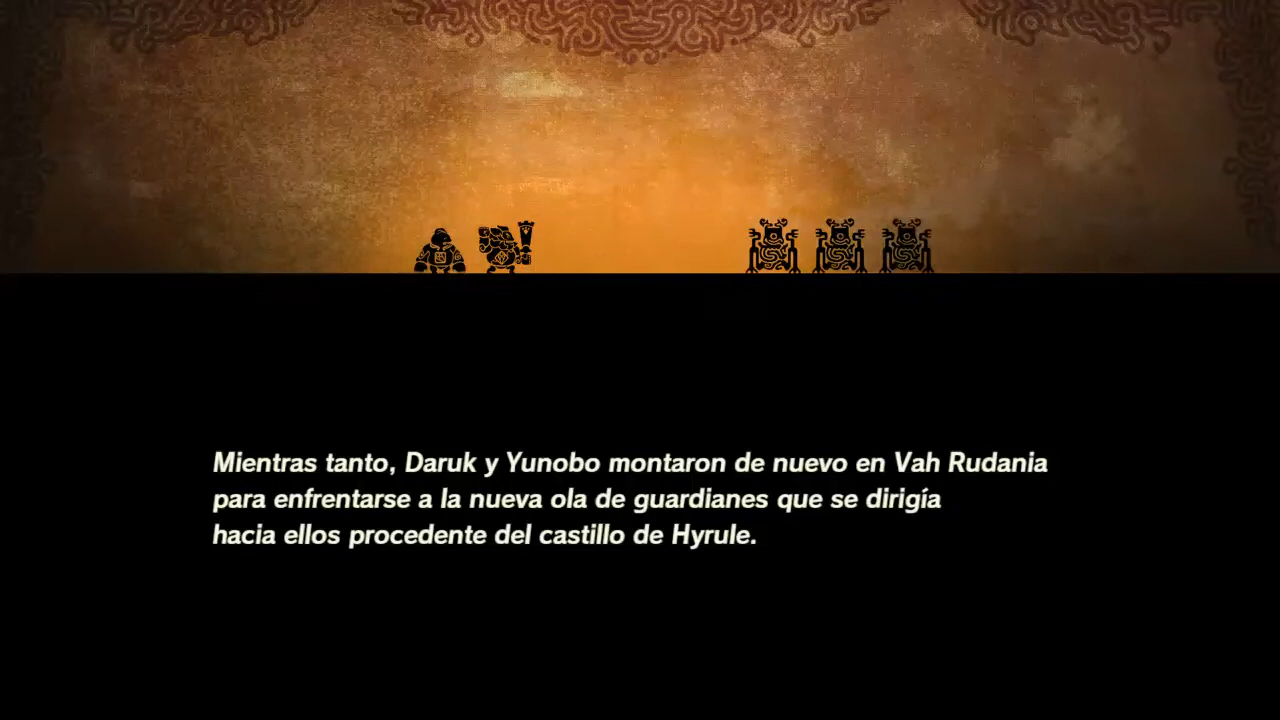 Mientras tanto, Daruk y Yunobo montaron de nuevo en Vah Rudania
para enfrentarse a la nueva ola de guardianes que se dirigía
hacia ellos procedente del castillo de Hyrule.